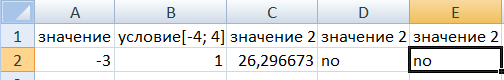 A B C D E
1 значение условие[-4; 4] значение 2 значение 2 значение 2
2 -3 1 26,296673 no no